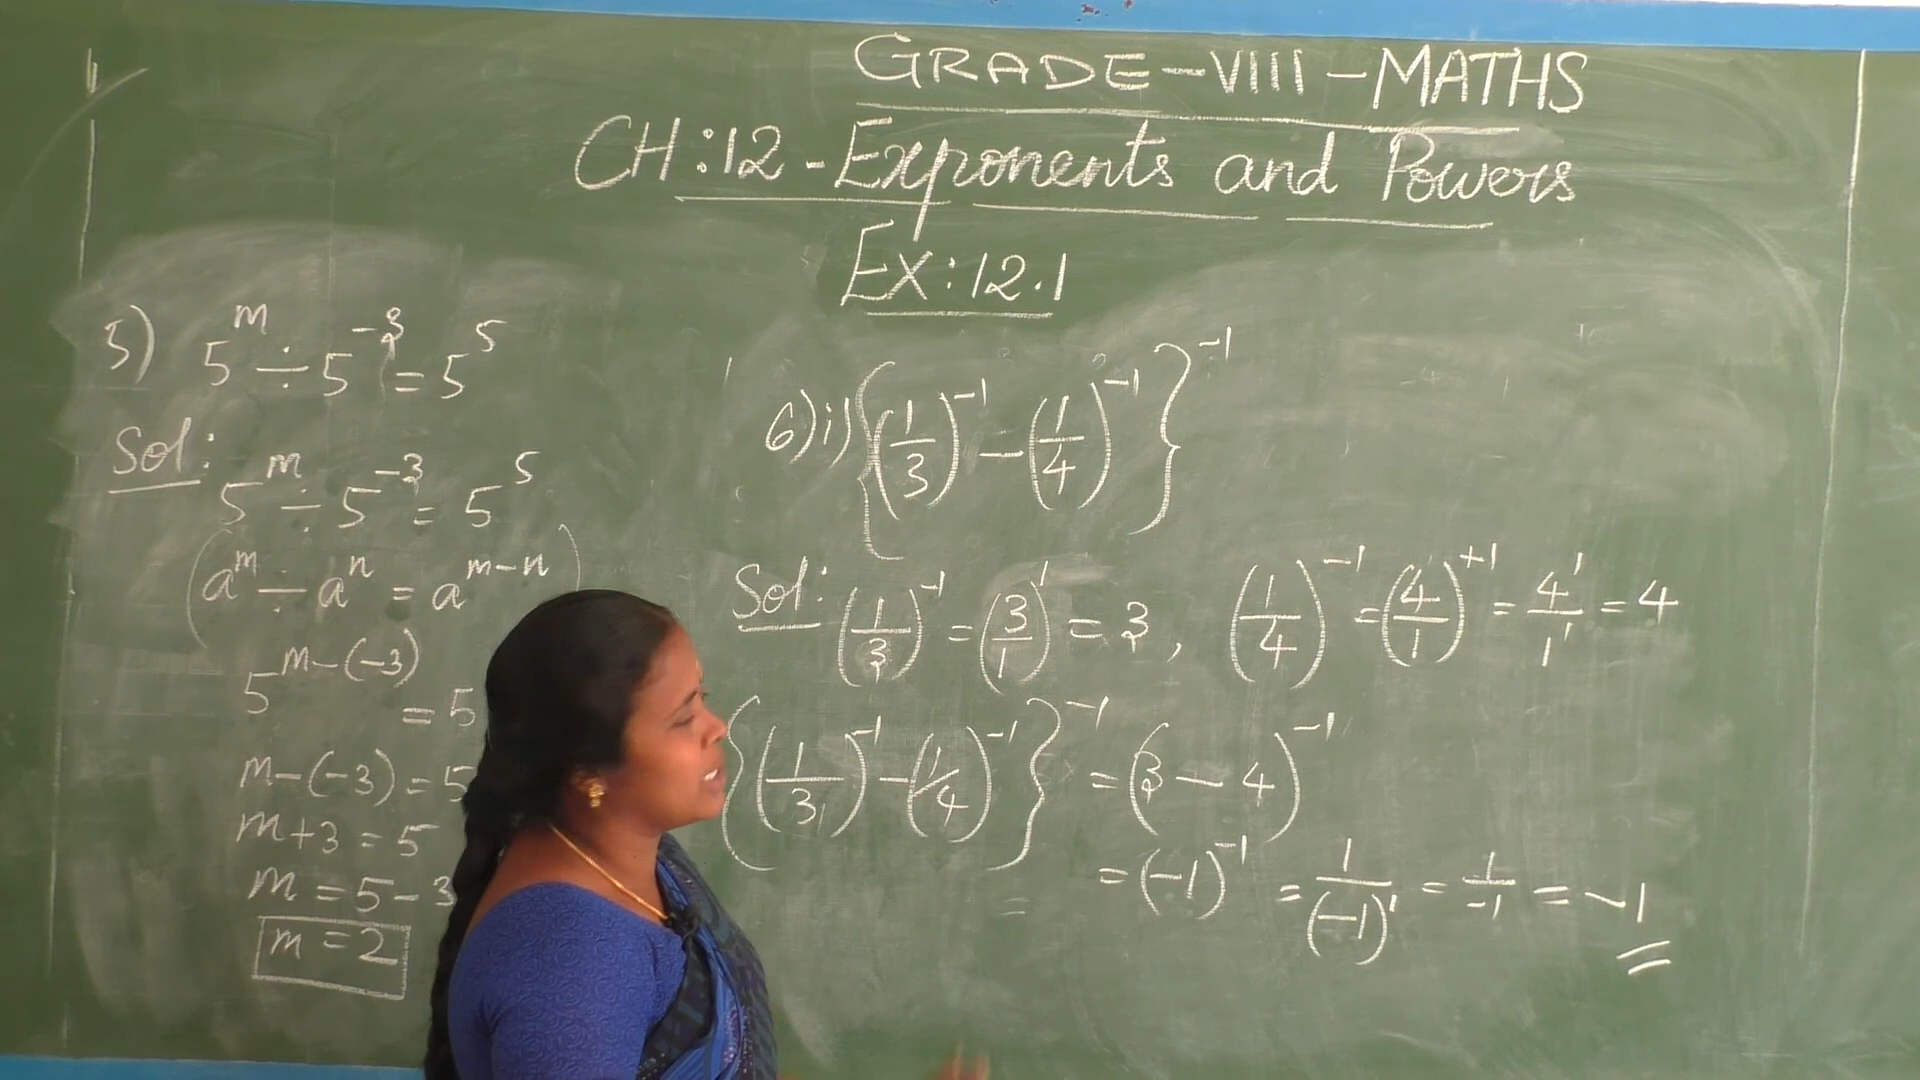 GRADE-VIII-MATHS
CH:12-Exponents and Powers
Ex:12.1
5) 5^m ÷ 5^-3 = 5^5
Sol:
5^m ÷ 5^-3 = 5^5
(a^m ÷ a^n = a^(m-n))
5^(m-(-3)) = 5
m-(-3) = 5
m+3 = 5
m = 5-3
m = 2
6)i) {(1/3)^-1 - (1/4)^-1}^-1
Sol: (1/3)^-1 = (3/1)^1 = 3, (1/4)^-1 = (4/1)^+1 = 4^1/1^1 = 4
{(1/3)^-1 - (1/4)^-1}^-1 = (3-4)^-1
= (-1)^-1 = 1/(-1)^1 = 1/-1 = -1